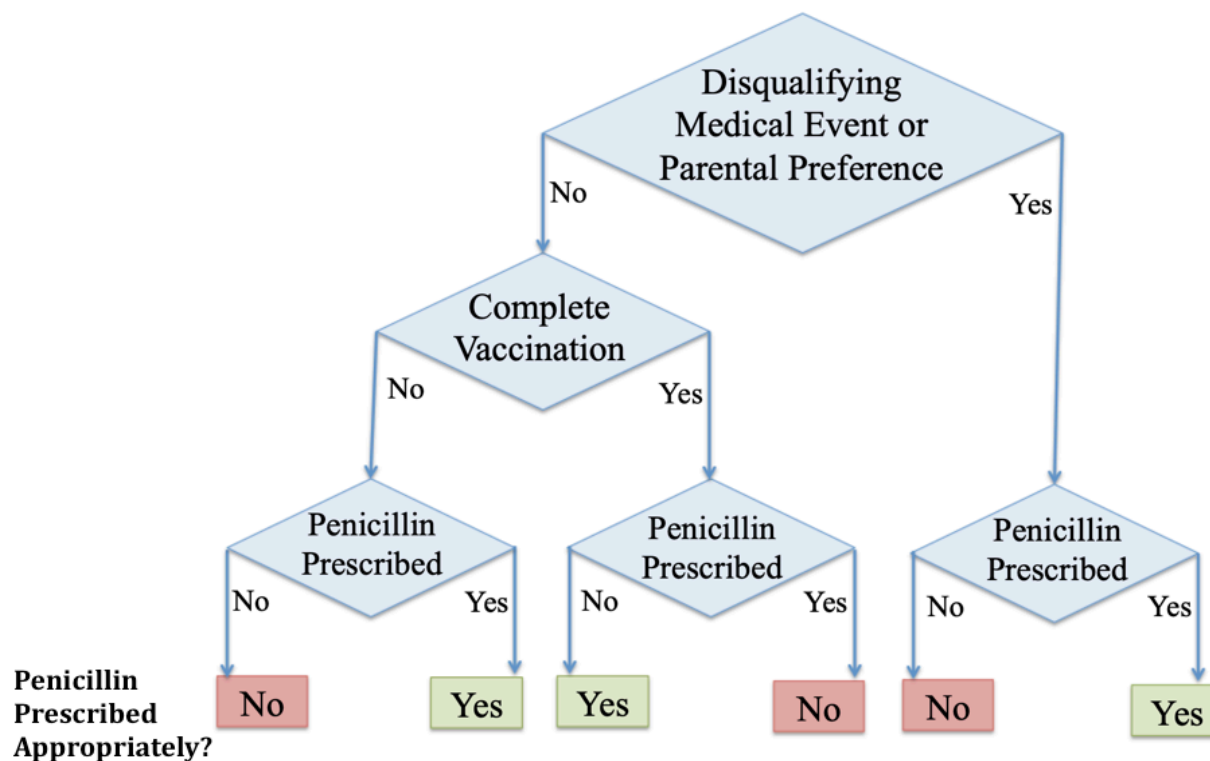 Disqualifying
Medical Event or
Parental Preference
No
Yes
Complete
Vaccination
No
Yes
Penicillin
Prescribed
No
Yes
Penicillin
Prescribed
No
Yes
Penicillin
Prescribed
No
Yes
Penicillin
Prescribed
Appropriately?
No
Yes
Yes
No
No
Yes